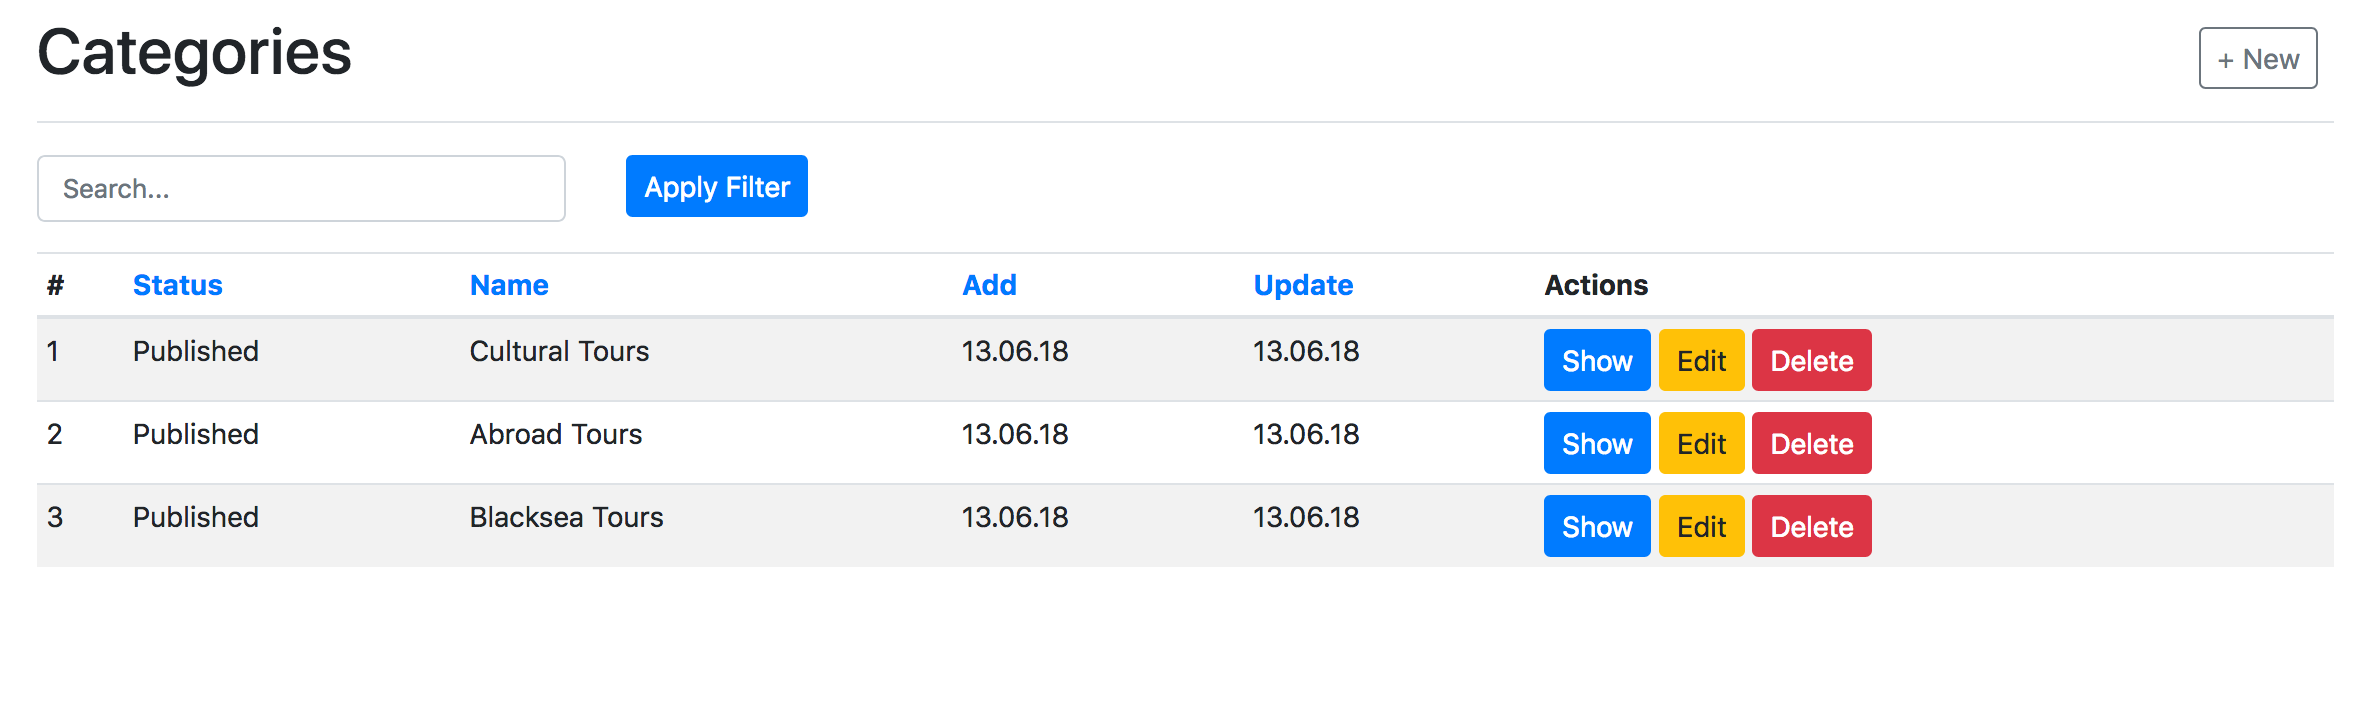 Categories
+ New
Search...
Apply Filter
# Status Name Add Update Actions
1 Published Cultural Tours 13.06.18 13.06.18 Show Edit Delete
2 Published Abroad Tours 13.06.18 13.06.18 Show Edit Delete
3 Published Blacksea Tours 13.06.18 13.06.18 Show Edit Delete